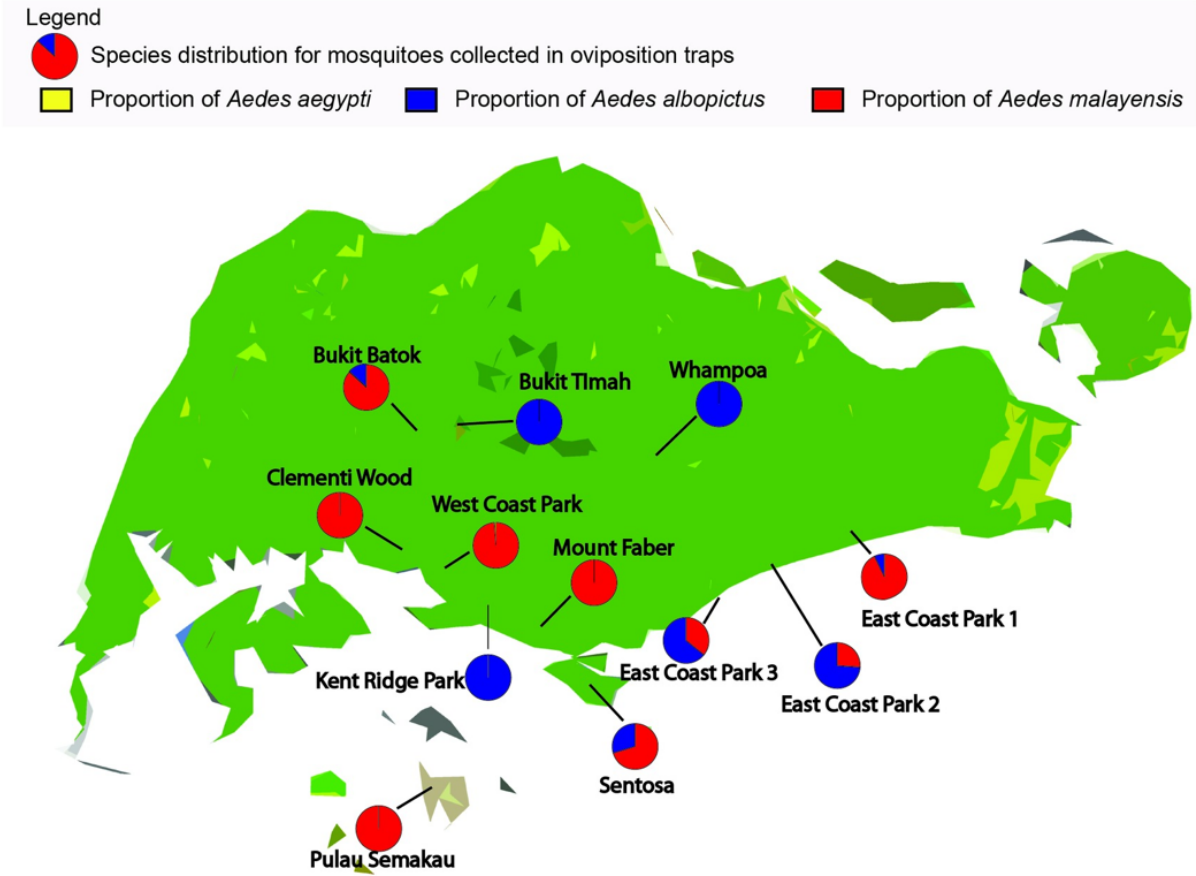 Legend
Species distribution for mosquitoes collected in oviposition traps
Proportion of Aedes aegypti Proportion of Aedes albopictus Proportion of Aedes malayensis
Bukit Batok
Bukit TImah
Whampoa
Clementi Wood
West Coast Park
Mount Faber
East Coast Park 1
Kent Ridge Park
East Coast Park 3
East Coast Park 2
Sentosa
Pulau Semakau